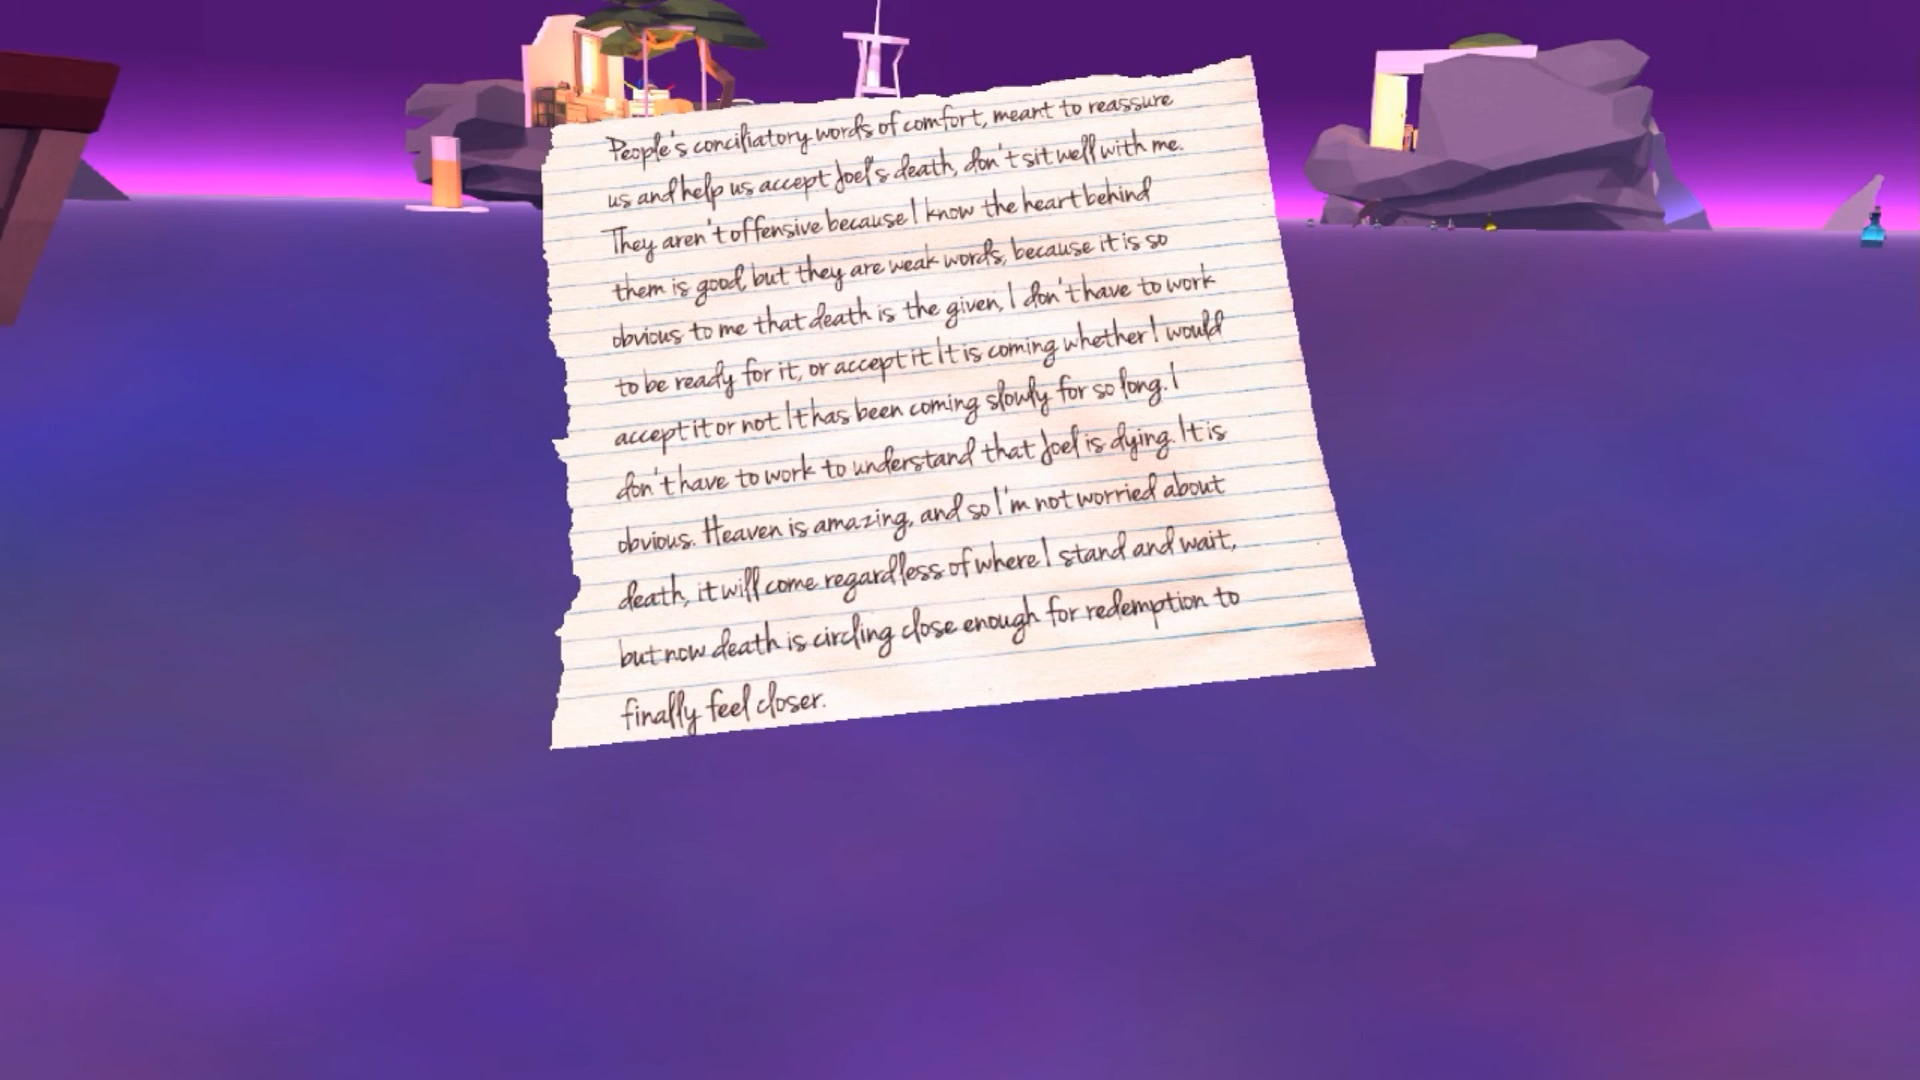 People's conciliatory words of comfort, meant to reassure
us and help us accept Joel's death, don't sit well with me.
They aren't offensive because I know the heart behind
them is good, but they are weak words, because it is so
obvious to me that death is the given, I don't have to work
to be ready for it, or accept it It is coming whether I would
accept it or not It has been coming slowly for so long. I
don't have to work to understand that Joel is dying. It is
obvious. Heaven is amazing, and so I'm not worried about
death, it will come regardless of where I stand and wait,
but now death is circling close enough for redemption to
finally feel closer.